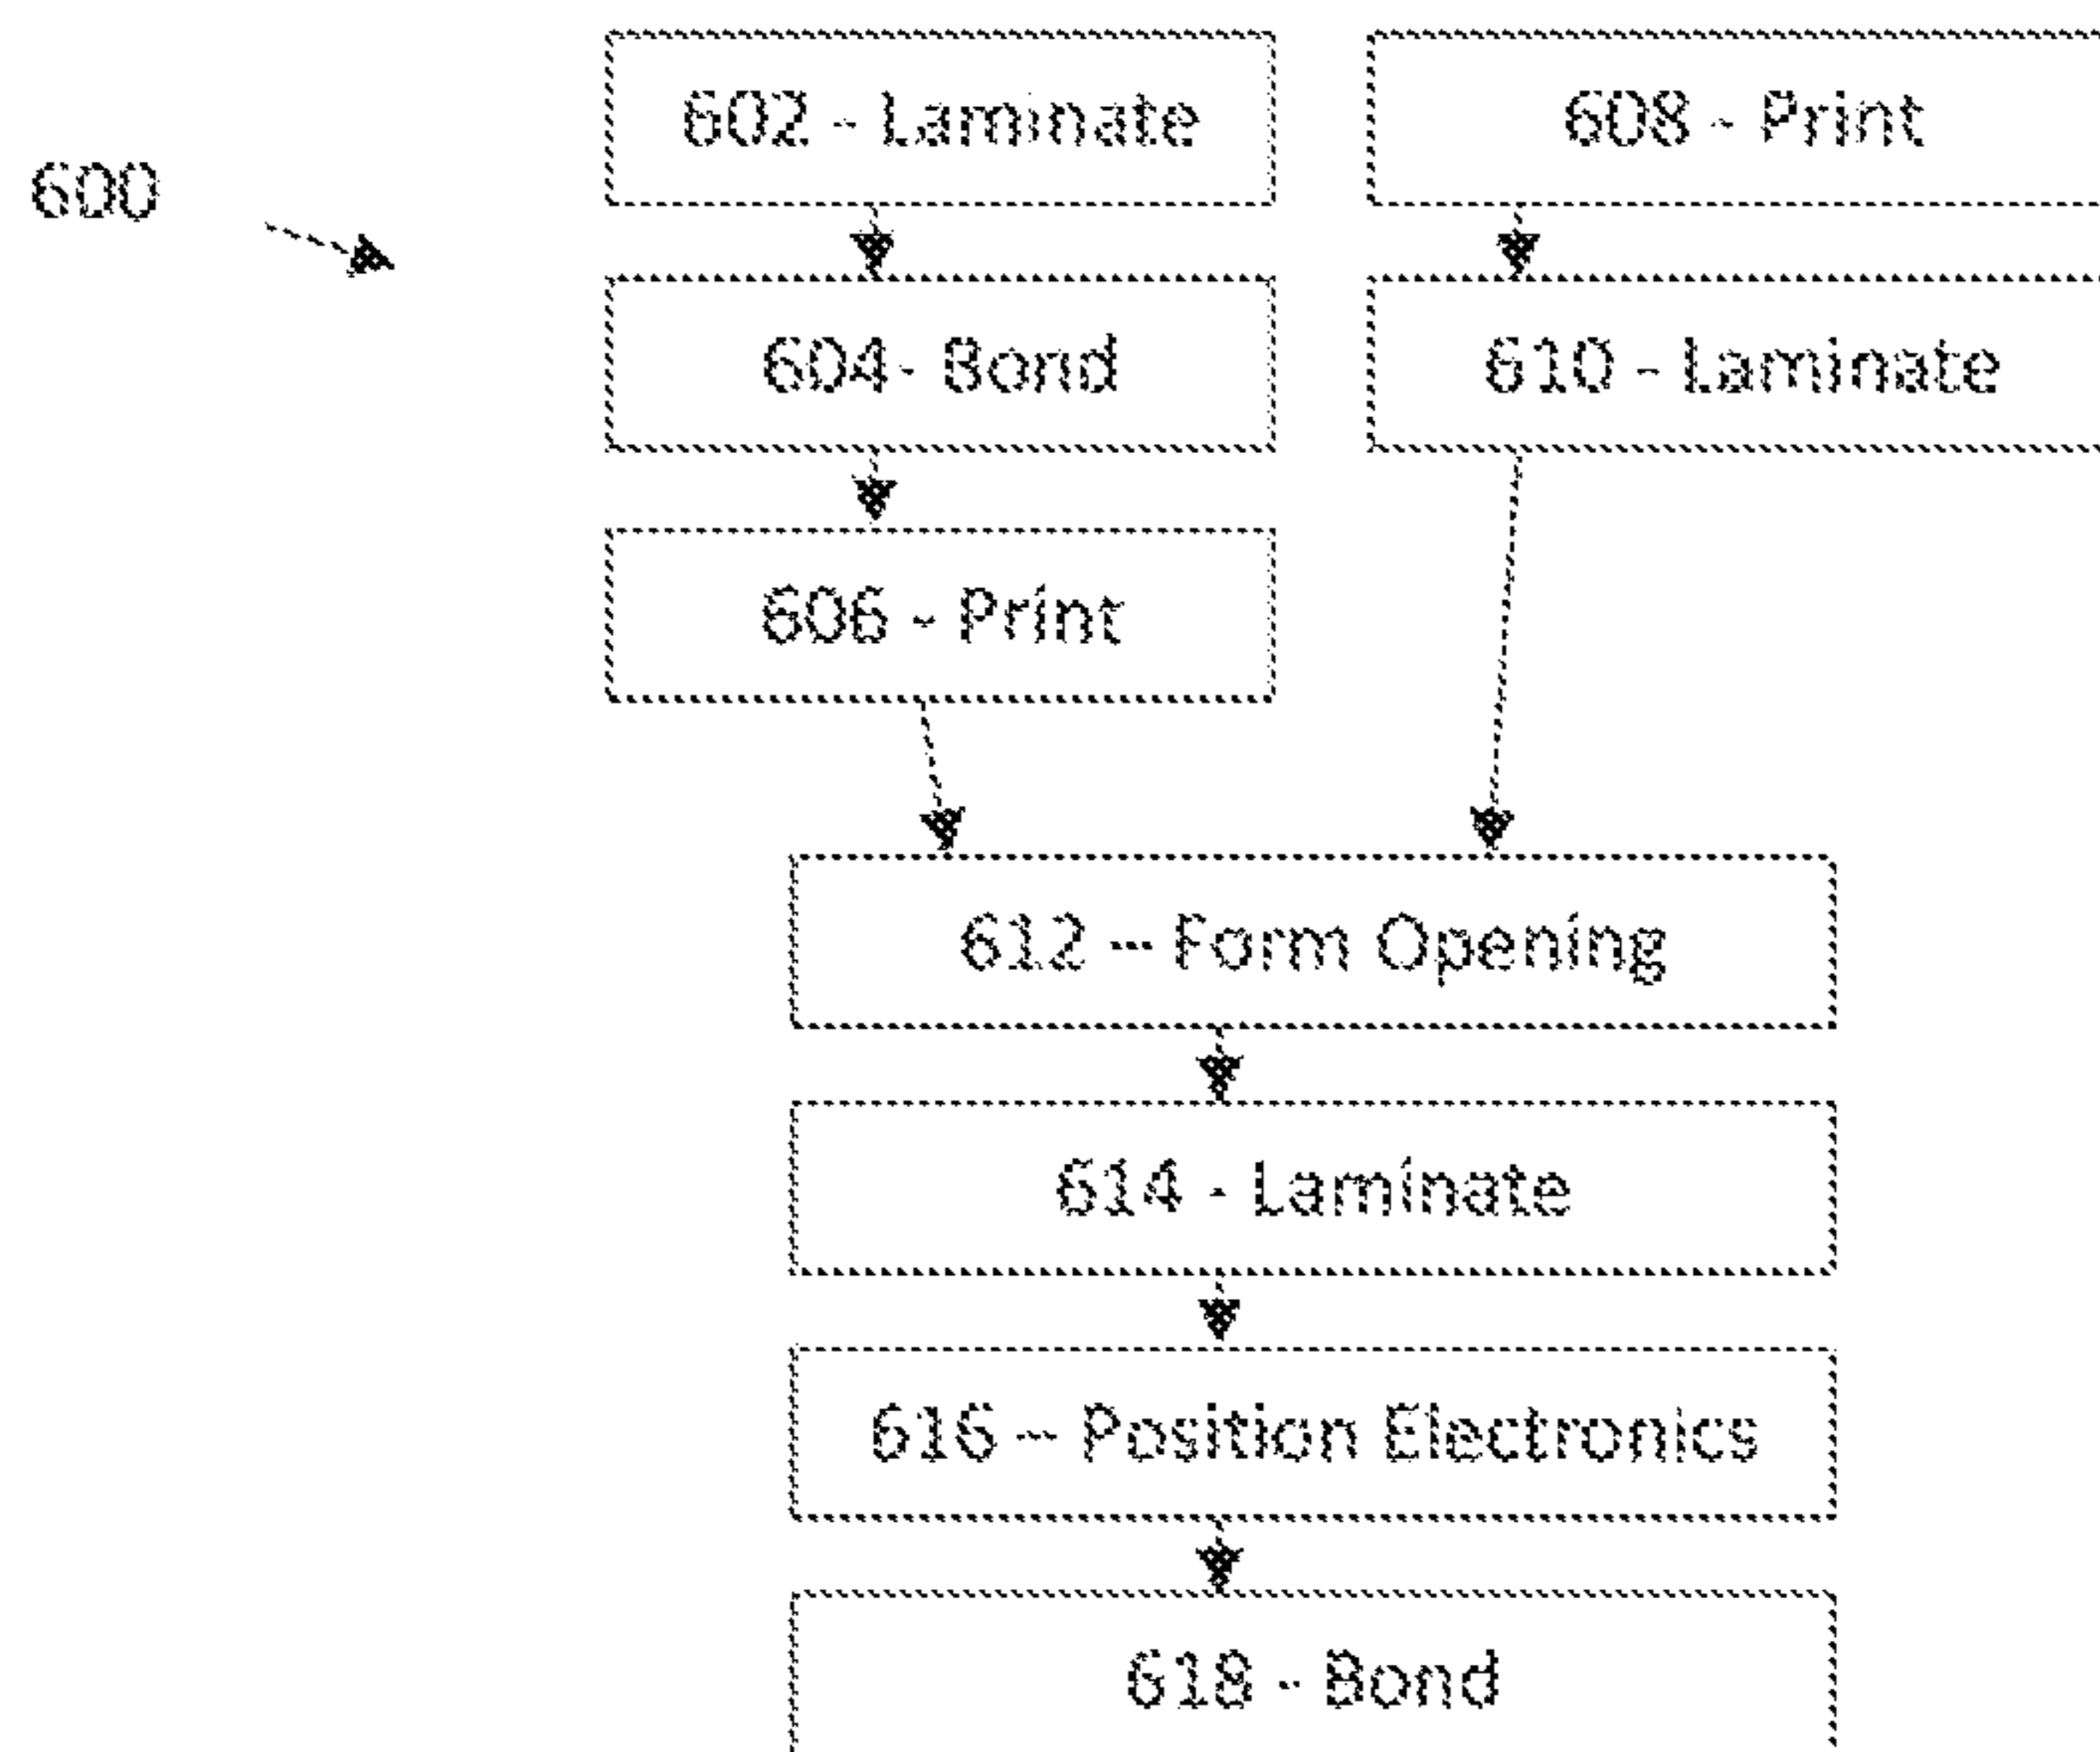 600
602 - Laminate
608 - Print
604 - Bond
610 - Laminate
606 - Print
612 – Form Opening
614 - Laminate
616 – Position Electronics
618 - Bond